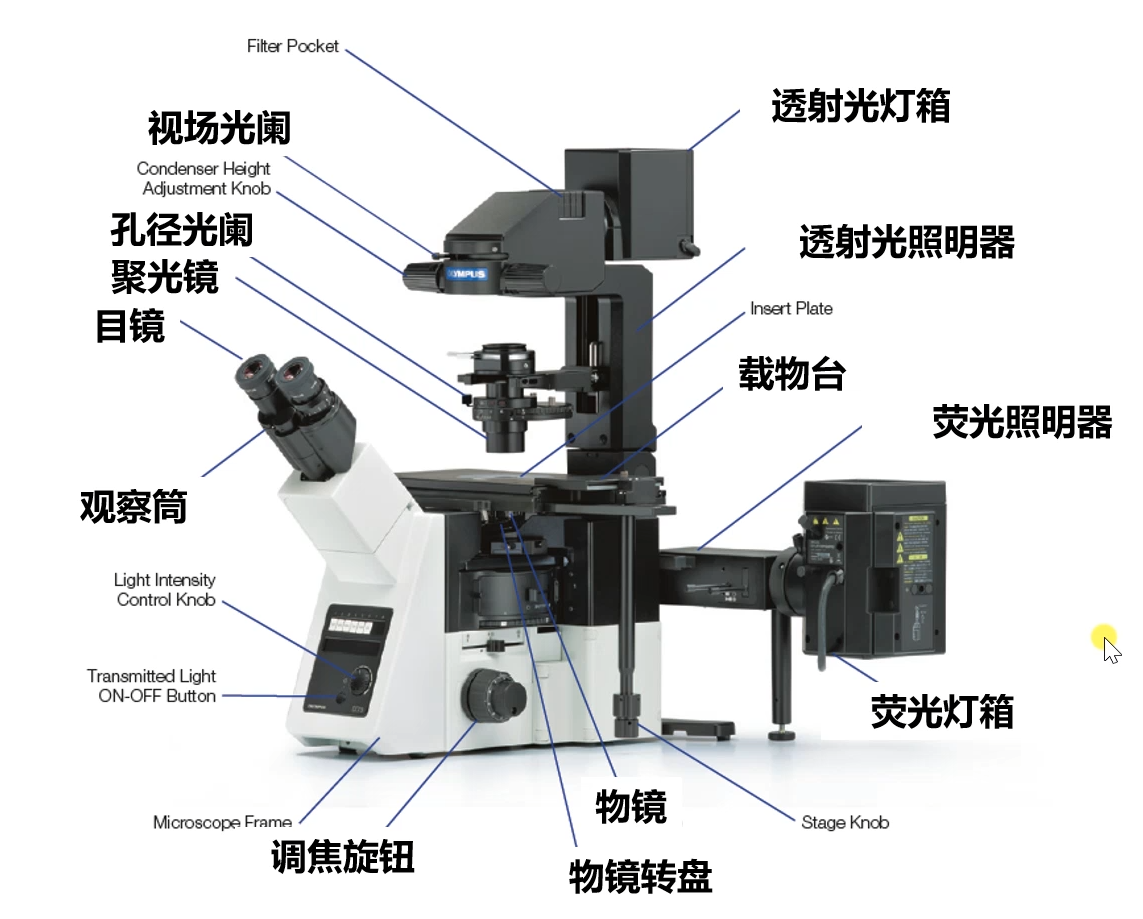 Filter Pocket
透射光灯箱
视场光阑
Condenser Height
Adjustment Knob
孔径光阑
透射光照明器
聚光镜
Insert Plate
目镜
载物台
荧光照明器
观察筒
Light Intensity
Control Knob
Transmitted Light
ON-OFF Button
荧光灯箱
物镜
Microscope Frame
Stage Knob
调焦旋钮
物镜转盘
OLYMPUS